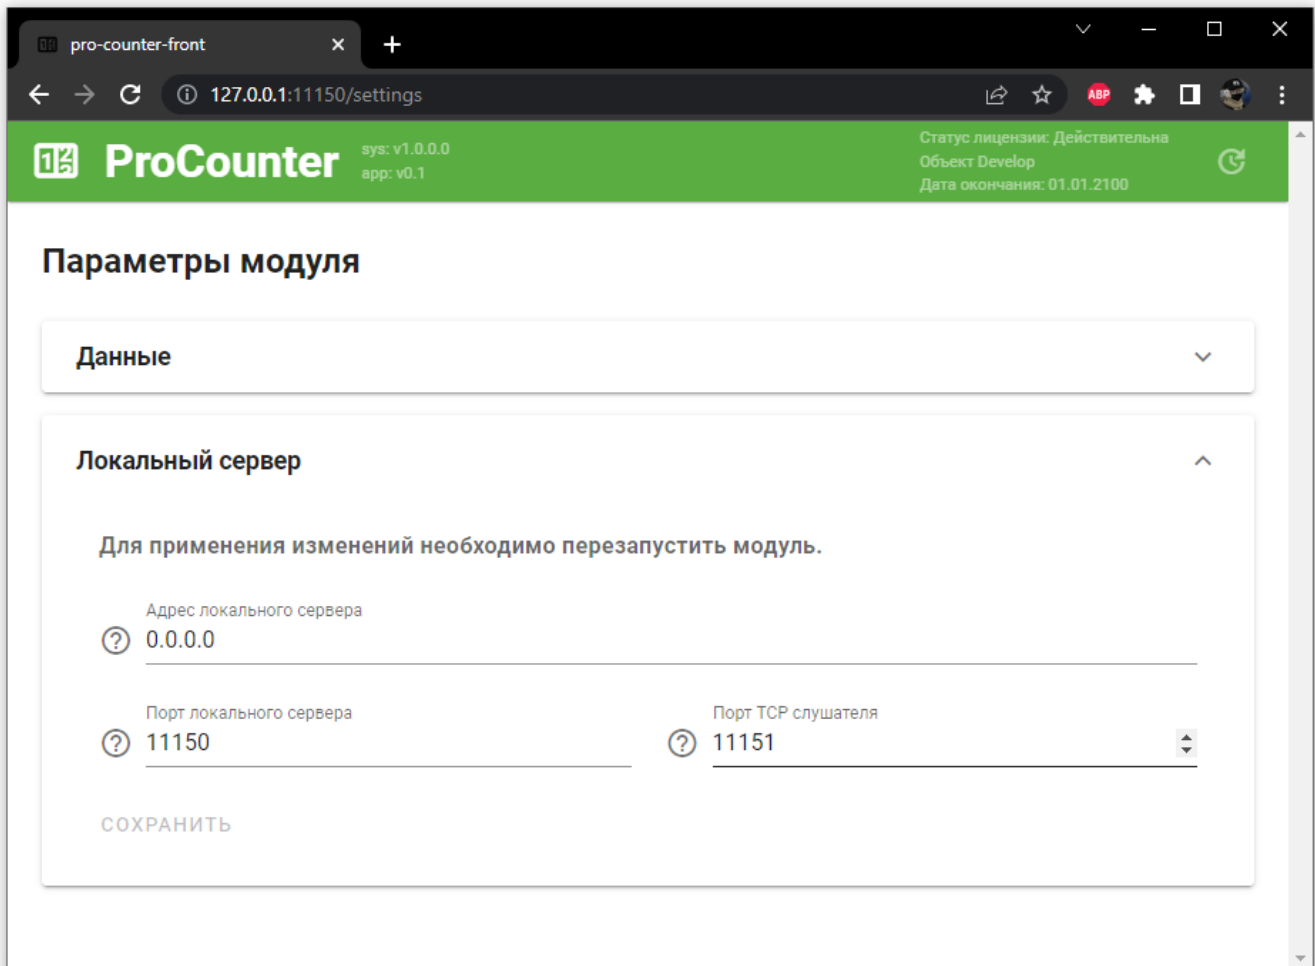 pro-counter-front
127.0.0.1:11150/settings
ABP
ProCounter
sys: v1.0.0.0
app: v0.1
Статус лицензии: Действительна
Объект Develop
Дата окончания: 01.01.2100
Параметры модуля
Данные
Локальный сервер
Для применения изменений необходимо перезапустить модуль.
Адрес локального сервера
0.0.0.0
Порт локального сервера
11150
Порт TCP слушателя
11151
СОХРАНИТЬ